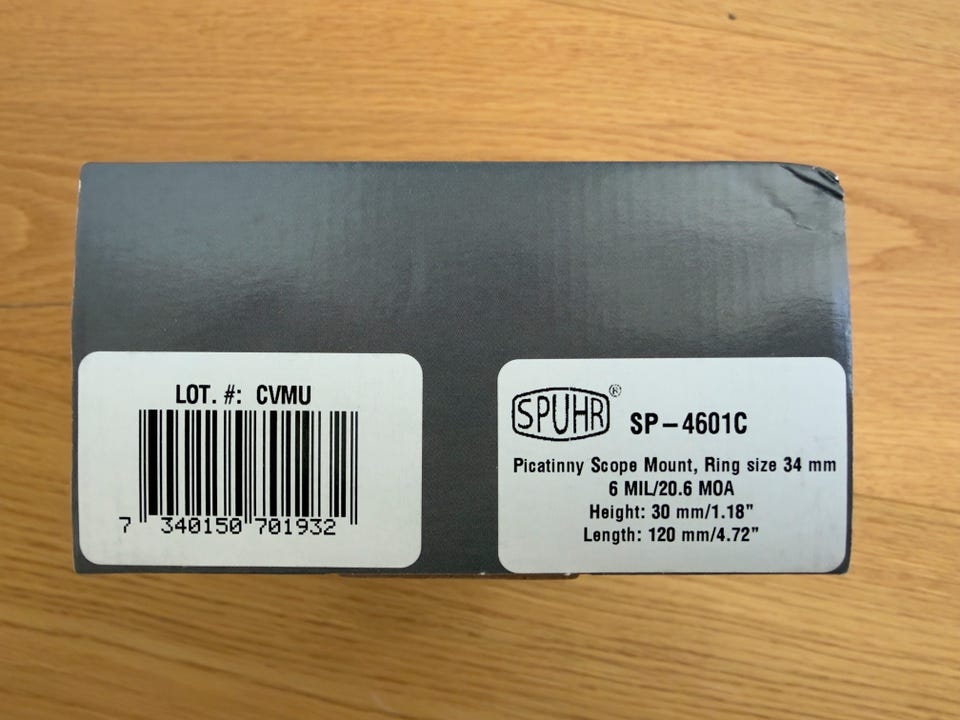 LOT. #: CVMU
7 340150 701932
SPUHR®
SP-4601C
Picatinny Scope Mount, Ring size 34 mm
6 MIL/20.6 MOA
Height: 30 mm/1.18"
Length: 120 mm/4.72"